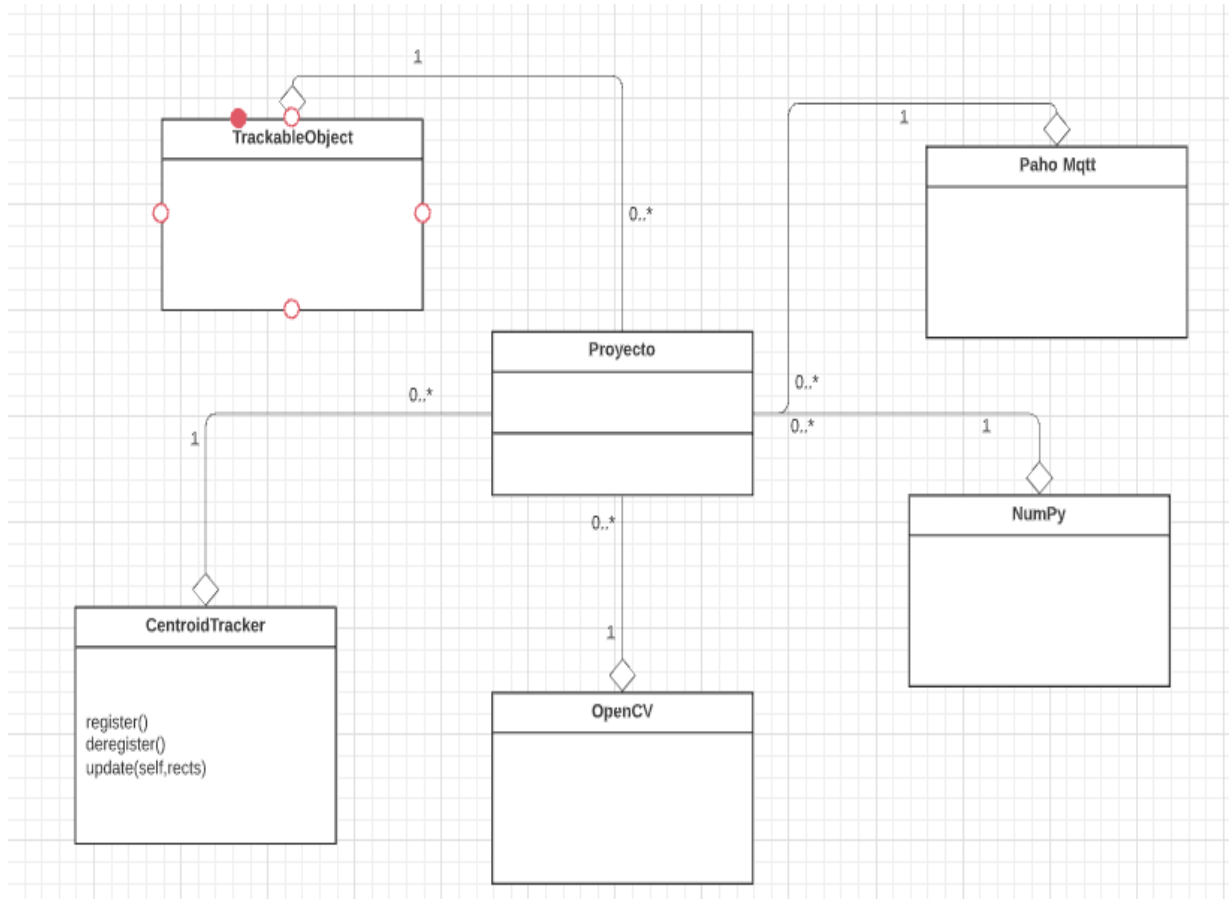 1
TrackableObject
1
Paho Mqtt
0..*
Proyecto
0..*
0..*
1
0..*
1
NumPy
0..*
CentroidTracker
1
OpenCV
register()
deregister()
update(self,rects)